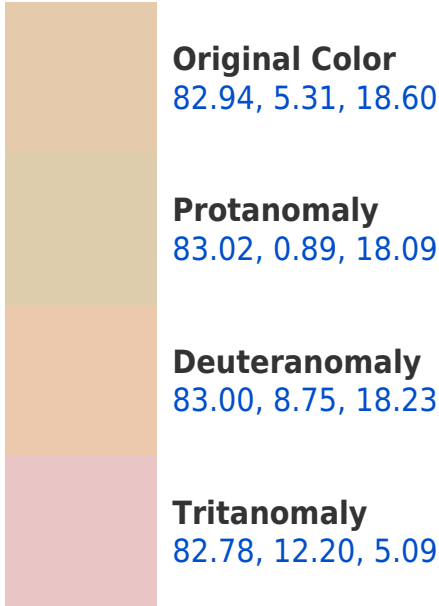 Original Color
82.94, 5.31, 18.60
Protanomaly
83.02, 0.89, 18.09
Deuteranomaly
83.00, 8.75, 18.23
Tritanomaly
82.78, 12.20, 5.09